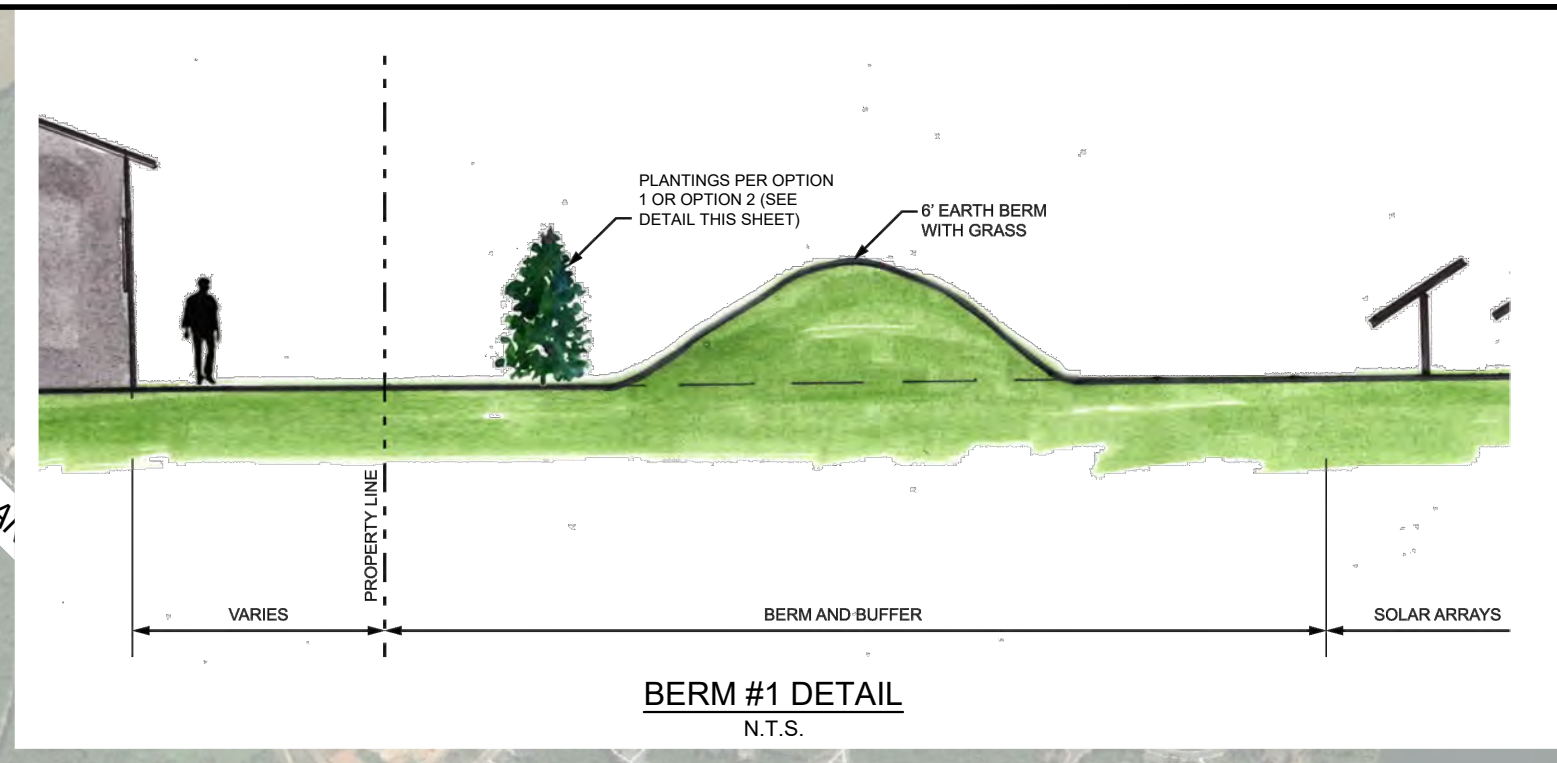 PLANTINGS PER OPTION
1 OR OPTION 2 (SEE
DETAIL THIS SHEET)
6' EARTH BERM
WITH GRASS
PROPERTY LINE
VARIES
BERM AND BUFFER
SOLAR ARRAYS
BERM #1 DETAIL
N.T.S.